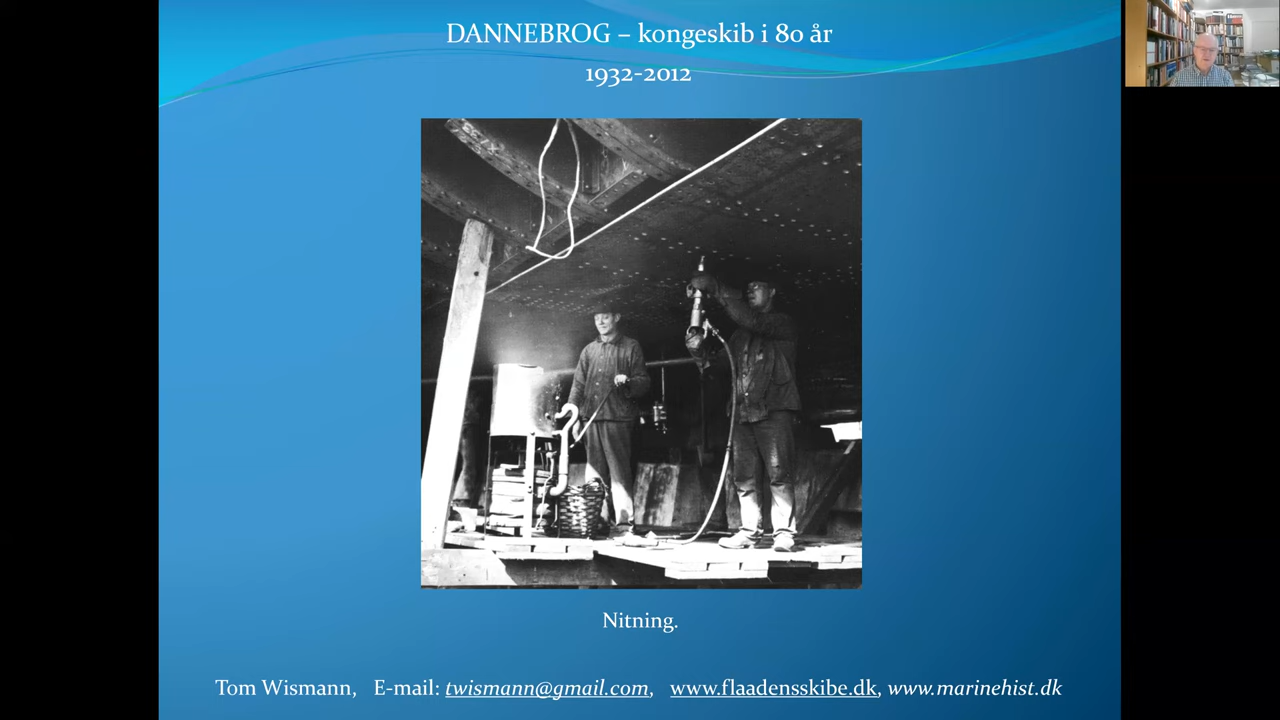 DANNEBROG – kongeskib i 80 år
1932-2012
Nitning.
Tom Wismann, E-mail: twismann@gmail.com, www.flaadensskibe.dk, www.marinehist.dk